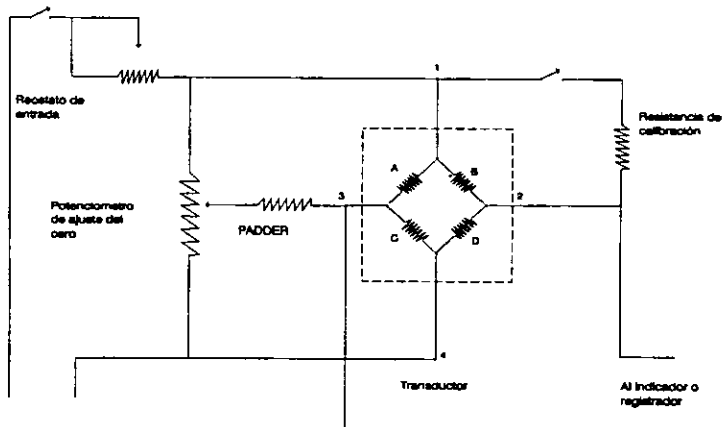 1
Reostato de
entrada
Resistencia de
calibración
A
B
3
2
Potenciometro
de ajuste del
cero
PADDER
C
D
4
Transductor
Al indicador o
registrador